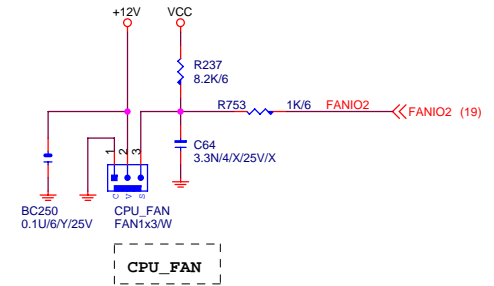 +12V VCC
R237
8.2K/6
R753 1K/6 FANIO2 FANIO2 (19)
C64
3.3N/4/X/25V/X
1 2 3
C V S
BC250 CPU_FAN
0.1U/6/Y/25V FAN1x3/W
CPU_FAN